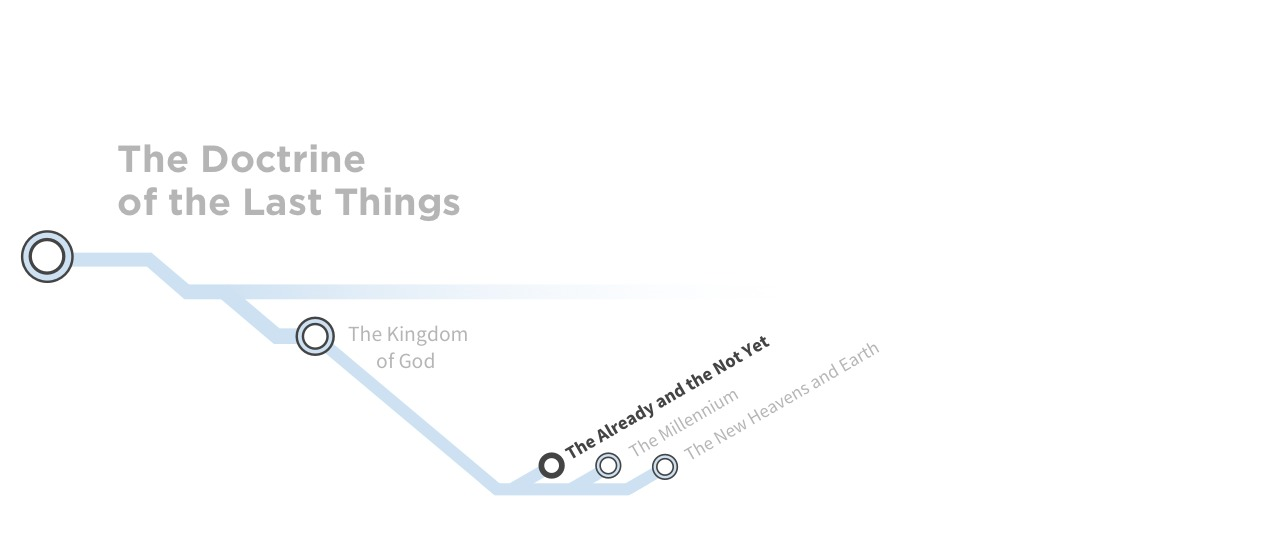 The Doctrine
of the Last Things
The Kingdom
of God
The Already and the Not Yet
The Millennium
The New Heavens and Earth